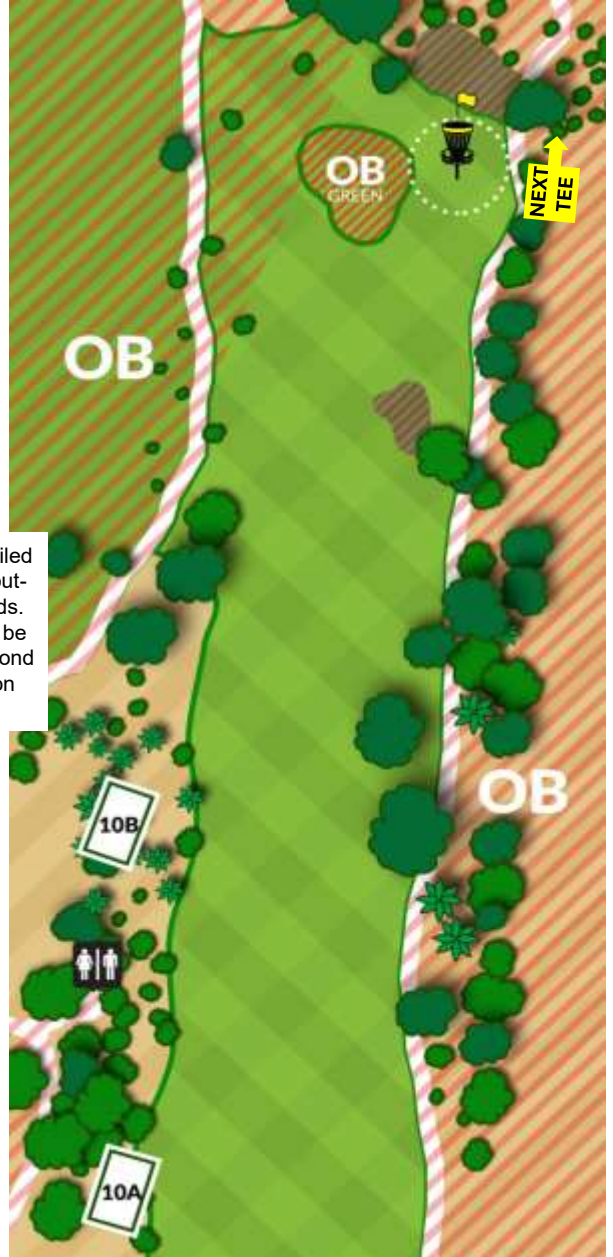 OB
GREEN
NEXT
TEE
OB
iled
out-
ds.
be
ond
on
10B
OB
10A